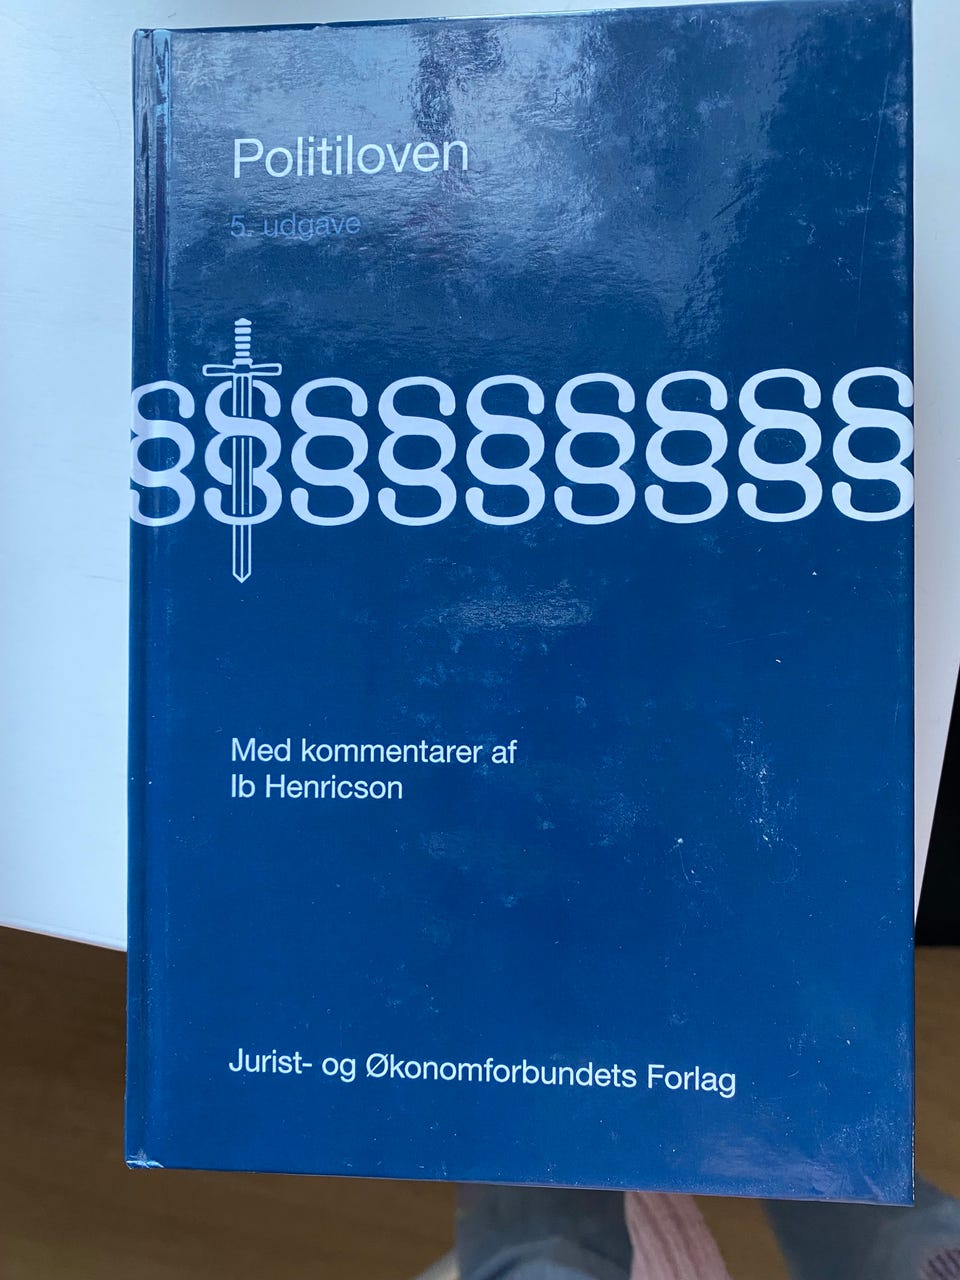 Politiloven
5. udgave
§§§§§§§§§
Med kommentarer af
Ib Henricson
Jurist- og Økonomforbundets Forlag